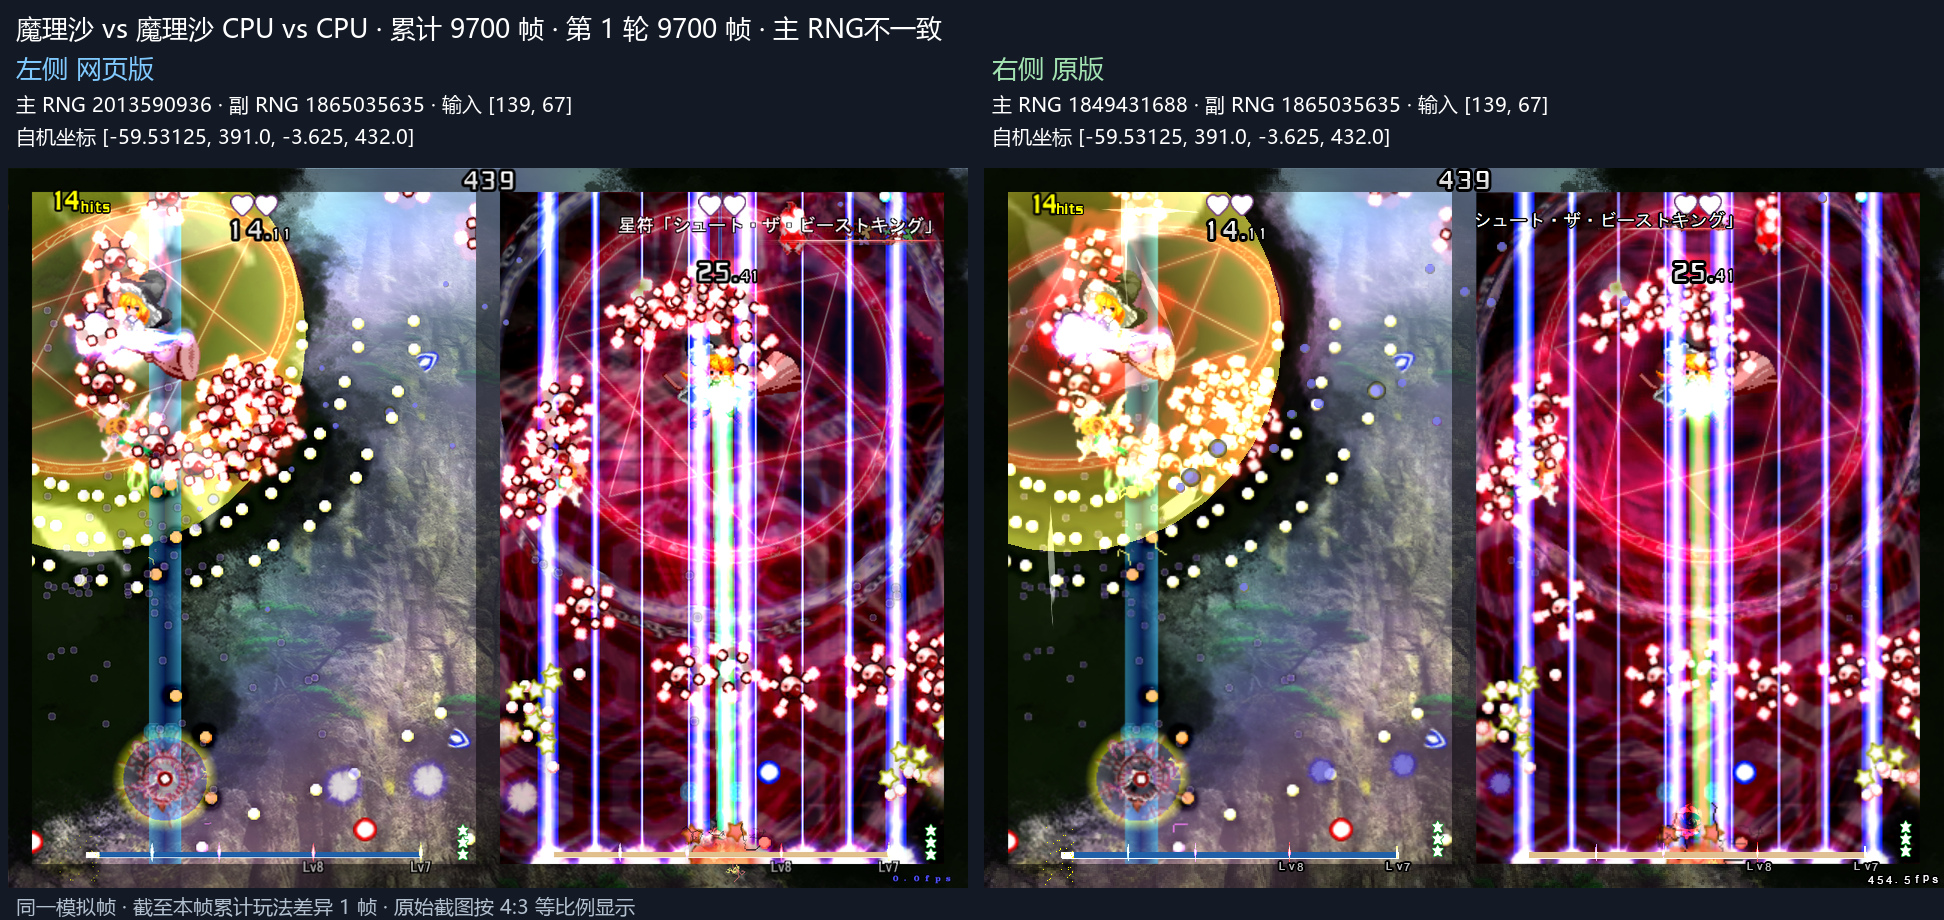 魔理沙 vs 魔理沙 CPU vs CPU · 累计 9700 帧 · 第 1 轮 9700 帧 · 主 RNG不一致
左侧 网页版
主 RNG 2013590936 · 副 RNG 1865035635 · 输入 [139, 67]
自机坐标 [-59.53125, 391.0, -3.625, 432.0]
右侧 原版
主 RNG 1849431688 · 副 RNG 1865035635 · 输入 [139, 67]
自机坐标 [-59.53125, 391.0, -3.625, 432.0]
439
14hits
14.11
星符「シュート・ザ・ビーストキング」
25.41
Lv8
Lv7
Lv8
Lv7
0.0fps
439
14hits
14.11
シュート・ザ・ビーストキング」
25.41
Lv8
Lv7
Lv8
Lv7
454.5fps
同一模拟帧 · 截至本帧累计玩法差异 1 帧 · 原始截图按 4:3 等比例显示